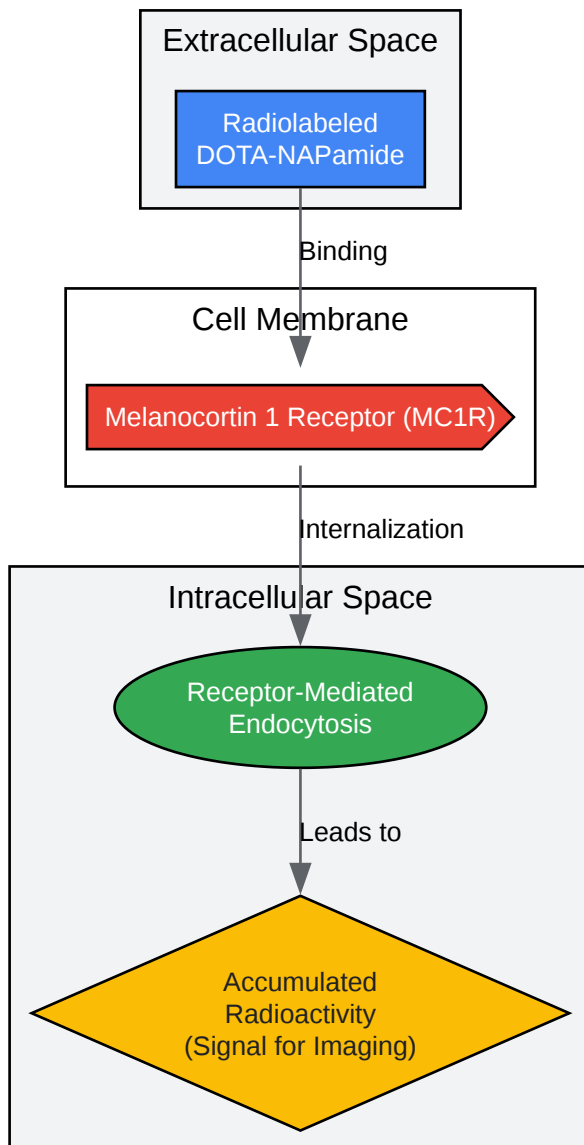 Extracellular Space
Radiolabeled
DOTA-NAPamide
Binding
Cell Membrane
Melanocortin 1 Receptor (MC1R)
Internalization
Intracellular Space
Receptor-Mediated
Endocytosis
Leads to
Accumulated
Radioactivity
(Signal for Imaging)